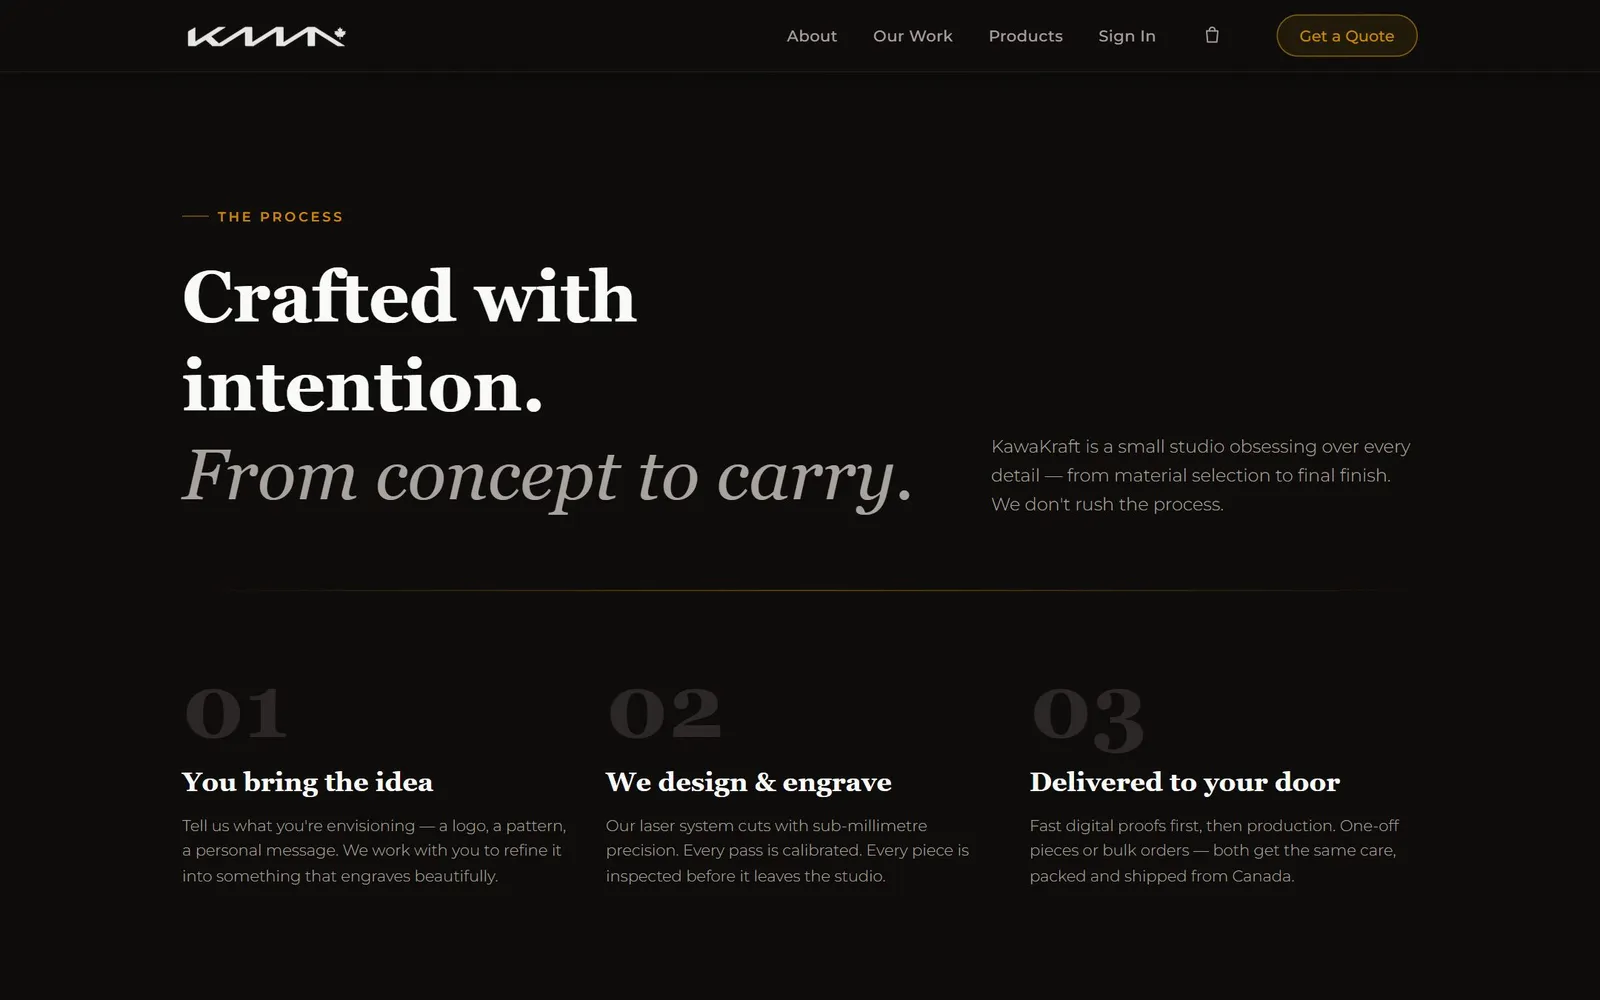 About
Our Work
Products
Sign In
Get a Quote
THE PROCESS
Crafted with
intention.
From concept to carry.
KawaKraft is a small studio obsessing over every
detail — from material selection to final finish.
We don't rush the process.
01
You bring the idea
Tell us what you're envisioning — a logo, a pattern,
a personal message. We work with you to refine it
into something that engraves beautifully.
02
We design & engrave
Our laser system cuts with sub-millimetre
precision. Every pass is calibrated. Every piece is
inspected before it leaves the studio.
03
Delivered to your door
Fast digital proofs first, then production. One-off
pieces or bulk orders — both get the same care,
packed and shipped from Canada.